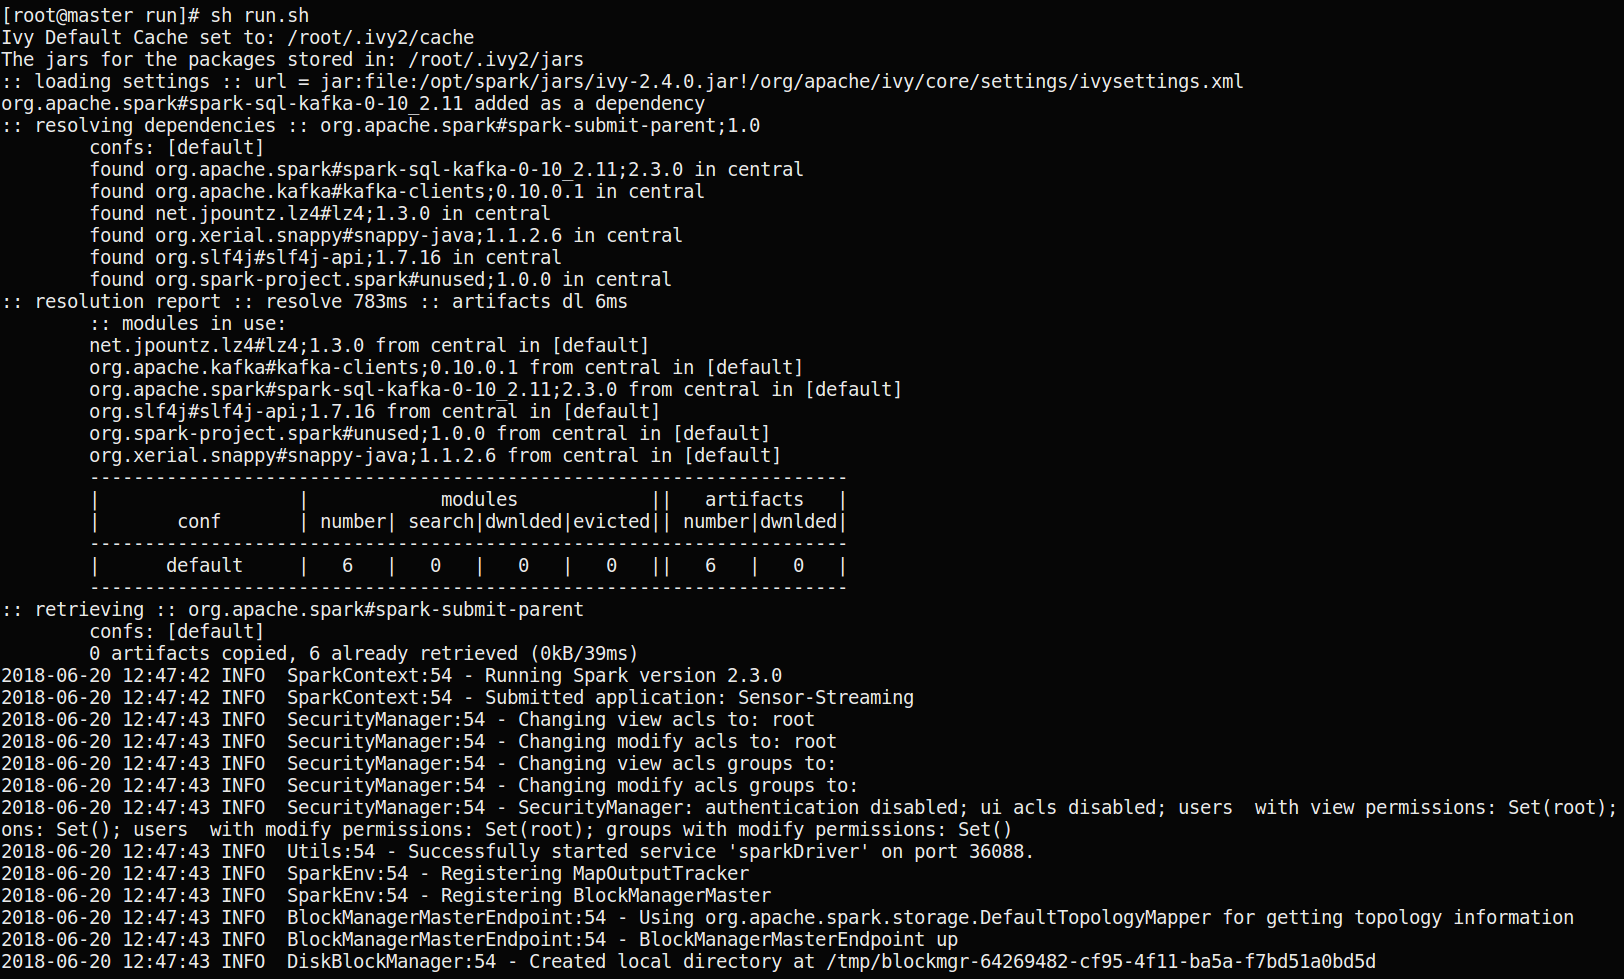 [root@master run]# sh run.sh
Ivy Default Cache set to: /root/.ivy2/cache
The jars for the packages stored in: /root/.ivy2/jars
:: loading settings :: url = jar:file:/opt/spark/jars/ivy-2.4.0.jar!/org/apache/ivy/core/settings/ivysettings.xml
org.apache.spark#spark-sql-kafka-0-10_2.11 added as a dependency
:: resolving dependencies :: org.apache.spark#spark-submit-parent;1.0
        confs: [default]
        found org.apache.spark#spark-sql-kafka-0-10_2.11;2.3.0 in central
        found org.apache.kafka#kafka-clients;0.10.0.1 in central
        found net.jpountz.lz4#lz4;1.3.0 in central
        found org.xerial.snappy#snappy-java;1.1.2.6 in central
        found org.slf4j#slf4j-api;1.7.16 in central
        found org.spark-project.spark#unused;1.0.0 in central
:: resolution report :: resolve 783ms :: artifacts dl 6ms
        :: modules in use:
        net.jpountz.lz4#lz4;1.3.0 from central in [default]
        org.apache.kafka#kafka-clients;0.10.0.1 from central in [default]
        org.apache.spark#spark-sql-kafka-0-10_2.11;2.3.0 from central in [default]
        org.slf4j#slf4j-api;1.7.16 from central in [default]
        org.spark-project.spark#unused;1.0.0 from central in [default]
        org.xerial.snappy#snappy-java;1.1.2.6 from central in [default]
        ---------------------------------------------------------------------
        |                  |            modules            ||   artifacts   |
        |       conf       | number| search|dwnlded|evicted|| number|dwnlded|
        ---------------------------------------------------------------------
        |      default     |   6   |   0   |   0   |   0   ||   6   |   0   |
        ---------------------------------------------------------------------
:: retrieving :: org.apache.spark#spark-submit-parent
        confs: [default]
        0 artifacts copied, 6 already retrieved (0kB/39ms)
2018-06-20 12:47:42 INFO  SparkContext:54 - Running Spark version 2.3.0
2018-06-20 12:47:42 INFO  SparkContext:54 - Submitted application: Sensor-Streaming
2018-06-20 12:47:43 INFO  SecurityManager:54 - Changing view acls to: root
2018-06-20 12:47:43 INFO  SecurityManager:54 - Changing modify acls to: root
2018-06-20 12:47:43 INFO  SecurityManager:54 - Changing view acls groups to:
2018-06-20 12:47:43 INFO  SecurityManager:54 - Changing modify acls groups to:
2018-06-20 12:47:43 INFO  SecurityManager:54 - SecurityManager: authentication disabled; ui acls disabled; users  with view permissions: Set(root);
ons: Set(); users  with modify permissions: Set(root); groups with modify permissions: Set()
2018-06-20 12:47:43 INFO  Utils:54 - Successfully started service 'sparkDriver' on port 36088.
2018-06-20 12:47:43 INFO  SparkEnv:54 - Registering MapOutputTracker
2018-06-20 12:47:43 INFO  SparkEnv:54 - Registering BlockManagerMaster
2018-06-20 12:47:43 INFO  BlockManagerMasterEndpoint:54 - Using org.apache.spark.storage.DefaultTopologyMapper for getting topology information
2018-06-20 12:47:43 INFO  BlockManagerMasterEndpoint:54 - BlockManagerMasterEndpoint up
2018-06-20 12:47:43 INFO  DiskBlockManager:54 - Created local directory at /tmp/blockmgr-64269482-cf95-4f11-ba5a-f7bd51a0bd5d